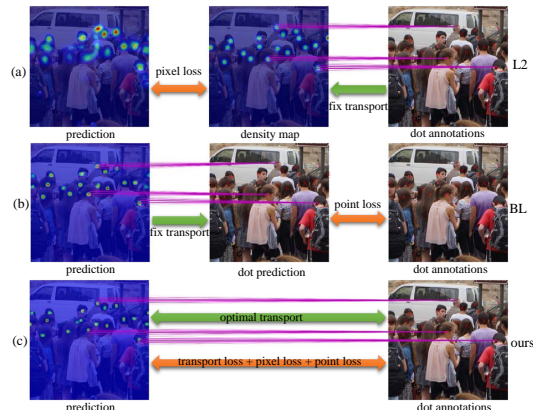 (a)
pixel loss
fix transport
L2
prediction
density map
dot annotations
(b)
fix transport
point loss
BL
prediction
dot prediction
dot annotations
(c)
optimal transport
transport loss + pixel loss + point loss
ours
prediction
dot annotations